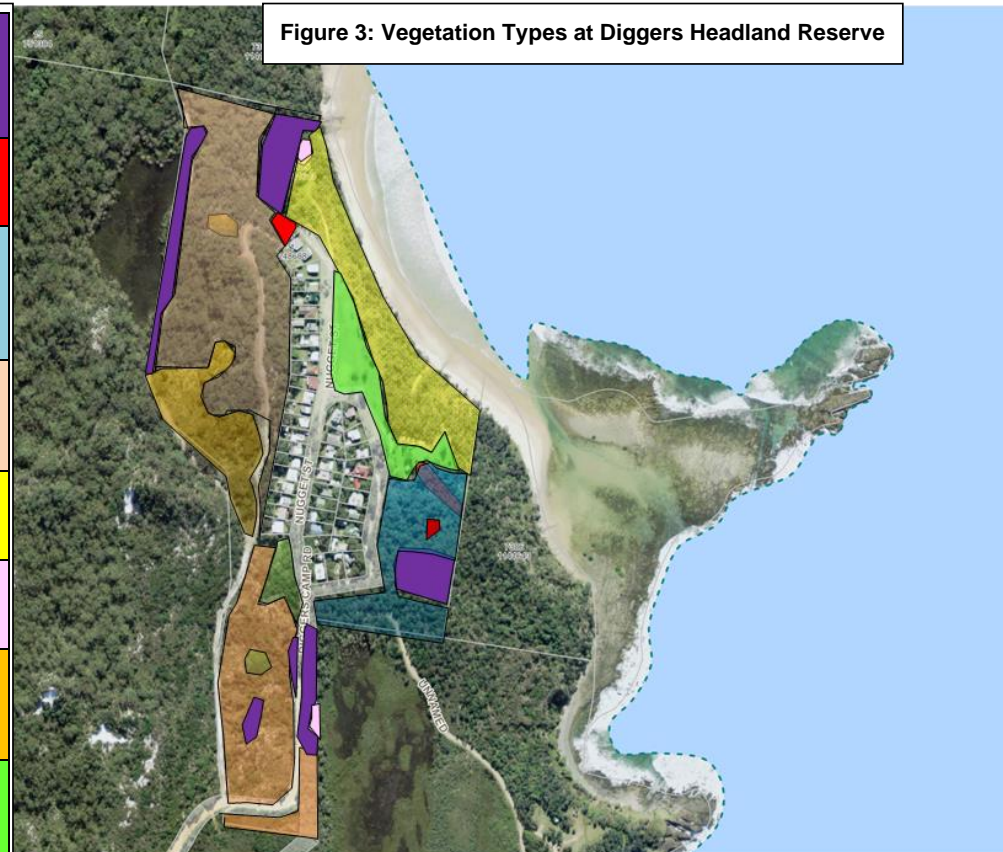 Figure 3: Vegetation Types at Diggers Headland Reserve
NUGGET ST
NUGGET ST
DIGGERS CAMP RD
UNNAMED